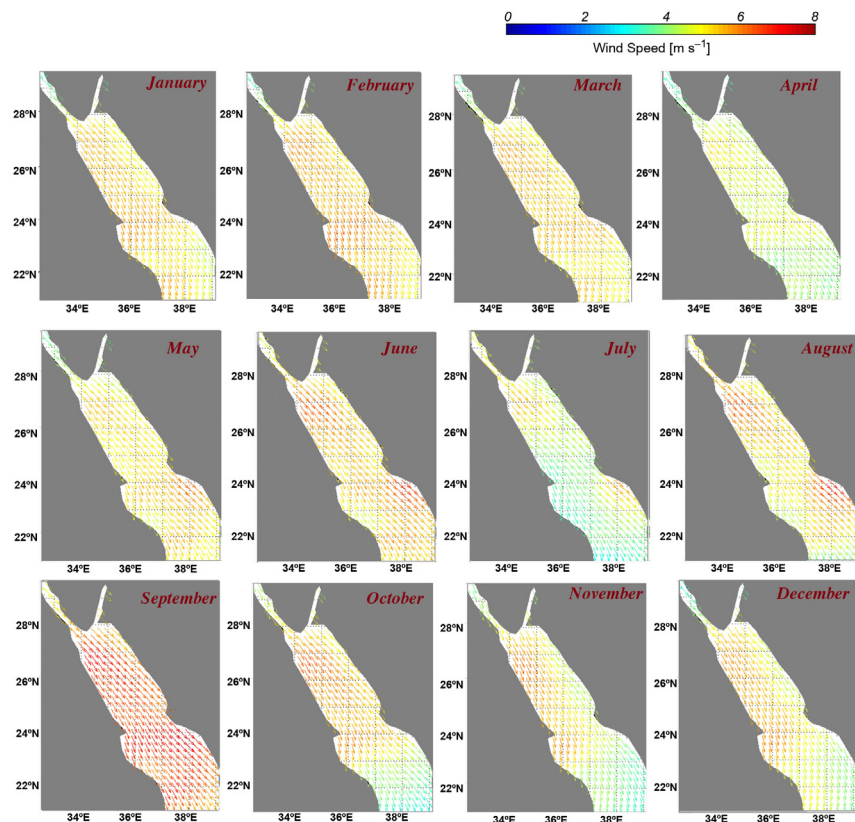 0 2 4 6 8
Wind Speed [m s⁻¹]
January February March April
28°N 28°N 28°N 28°N
26°N 26°N 26°N 26°N
24°N 24°N 24°N 24°N
22°N 22°N 22°N 22°N
34°E 36°E 38°E 34°E 36°E 38°E 34°E 36°E 38°E 34°E 36°E 38°E
May June July August
28°N 28°N 28°N 28°N
26°N 26°N 26°N 26°N
24°N 24°N 24°N 24°N
22°N 22°N 22°N 22°N
34°E 36°E 38°E 34°E 36°E 38°E 34°E 36°E 38°E 34°E 36°E 38°E
September October November December
28°N 28°N 28°N 28°N
26°N 26°N 26°N 26°N
24°N 24°N 24°N 24°N
22°N 22°N 22°N 22°N
34°E 36°E 38°E 34°E 36°E 38°E 34°E 36°E 38°E 34°E 36°E 38°E